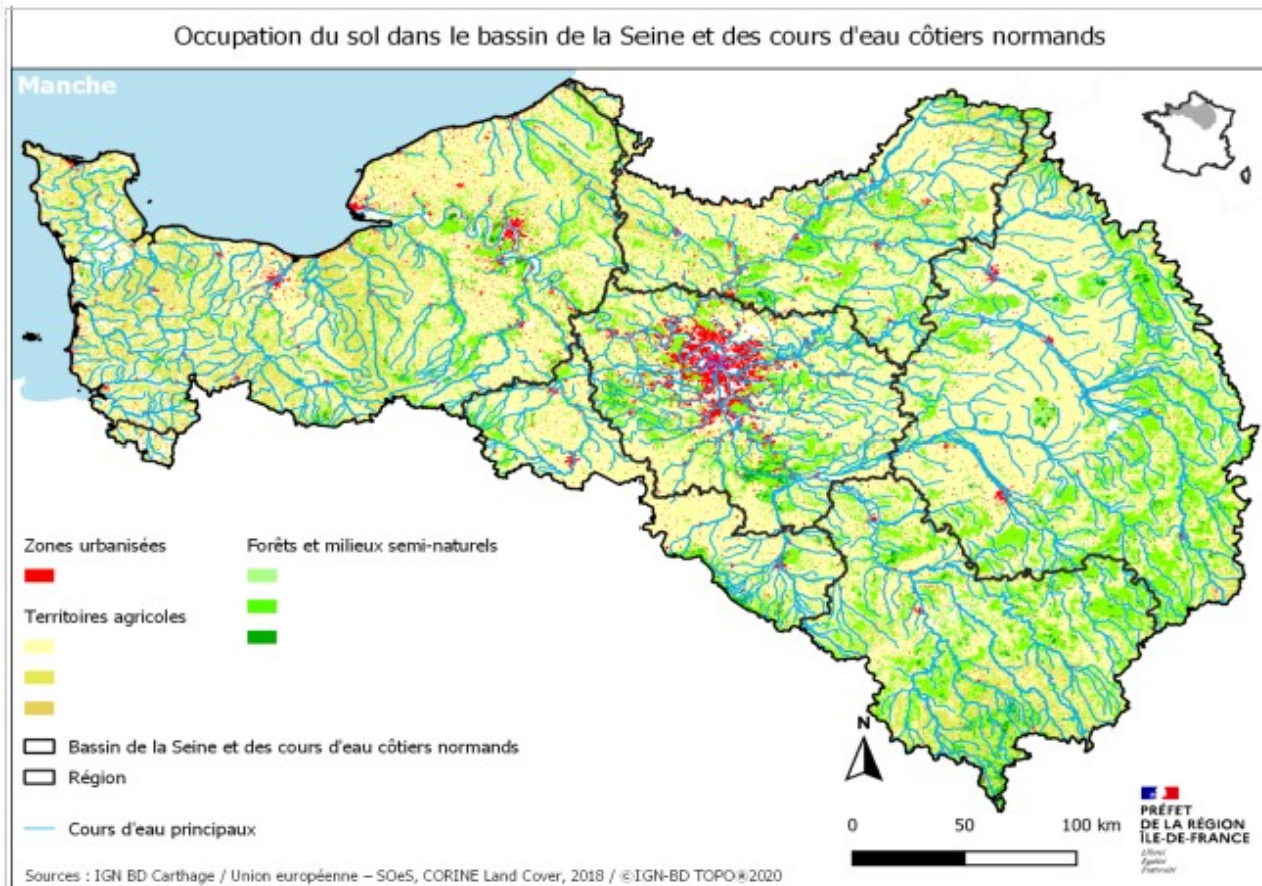 Occupation du sol dans le bassin de la Seine et des cours d'eau côtiers normands
Manche
Zones urbanisées
Forêts et milieux semi-naturels
Territoires agricoles
Bassin de la Seine et des cours d'eau côtiers normands
Région
Cours d'eau principaux
N
0 50 100 km
PRÉFET
DE LA RÉGION
ÎLE-DE-FRANCE
Liberté
Égalité
Fraternité
Sources : IGN BD Carthage / Union européenne – SOeS, CORINE Land Cover, 2018 / ©IGN-BD TOPO®2020